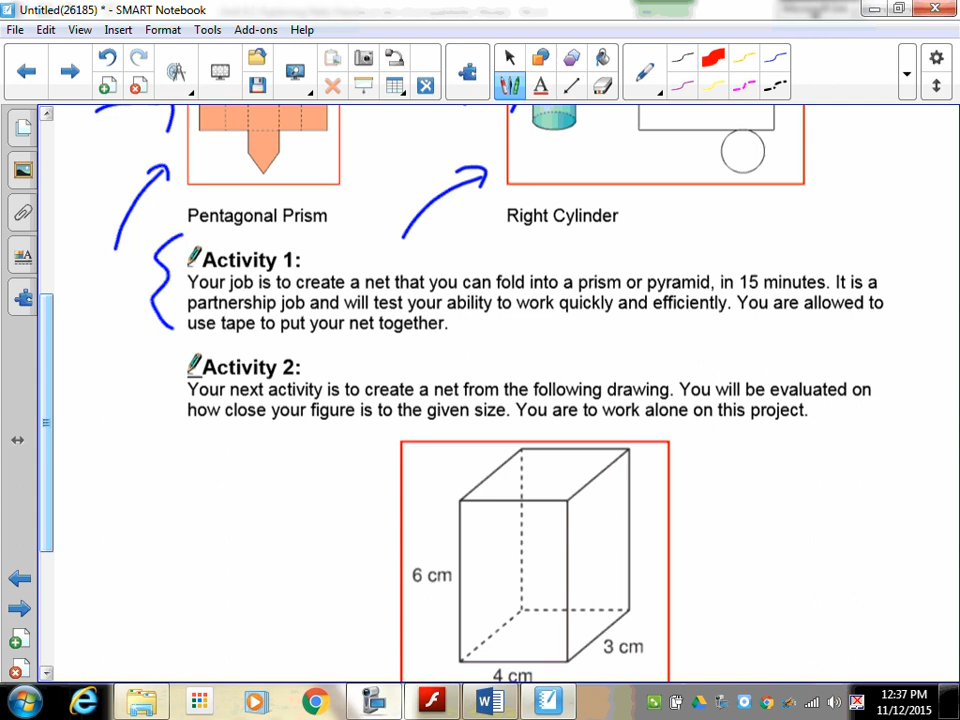 Untitled(26185) * - SMART Notebook
File Edit View Insert Format Tools Add-ons Help
Pentagonal Prism
Right Cylinder
Activity 1:
Your job is to create a net that you can fold into a prism or pyramid, in 15 minutes. It is a
partnership job and will test your ability to work quickly and efficiently. You are allowed to
use tape to put your net together.
Activity 2:
Your next activity is to create a net from the following drawing. You will be evaluated on
how close your figure is to the given size. You are to work alone on this project.
6 cm
3 cm
4 cm
12:37 PM
11/12/2015